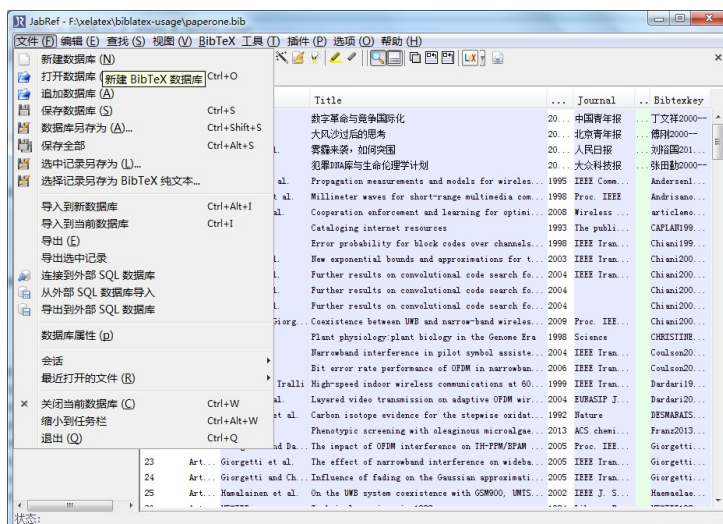 JabRef - F:\xelatex\biblatex-usage\paperone.bib
文件 (F) 编辑 (E) 查找 (S) 视图 (V) BibTeX 工具 (T) 插件 (P) 选项 (O) 帮助 (H)
新建数据库 (N)
打开数据库 Ctrl+O
新建 BibTeX 数据库
追加数据库 (A)
保存数据库 (S) Ctrl+S
数据库另存为 (A)... Ctrl+Shift+S
保存全部 Ctrl+Alt+S
选中记录另存为 (L)...
选择记录另存为 BibTeX 纯文本...
导入到新数据库 Ctrl+Alt+I
导入到当前数据库 Ctrl+I
导出 (E)
导出选中记录
连接到外部 SQL 数据库
从外部 SQL 数据库导入
导出到外部 SQL 数据库
数据库属性 (p)
会话
最近打开的文件 (R)
关闭当前数据库 (C) Ctrl+W
缩小到任务栏 Ctrl+Alt+W
退出 (Q) Ctrl+Q
Title ... Journal .. Bibtexkey
数字革命与竞争国际化 20... 中国青年报 ... 丁文祥2000--
大风沙过后的思考 20... 北京青年报 ... 傅刚2000--
雾霾来袭，如何突围 20... 人民日报 ... 刘裕国201...
犯罪DNA库与生命伦理学计划 20... 大众科技报 ... 张田勤2000--
al. Propagation measurements and models for wireles... 1995 IEEE Comm... Andersen1...
t al. Millimeter waves for short-range multimedia com... 1998 Proc. IEEE Andrisano...
al. Cooperation enforcement and learning for optimi... 2008 Wireless ... articlemo...
Cataloging internet resources 1993 The publi... CAPLAN199...
Error probability for block codes over channels... 1998 IEEE Tran... Chiani199...
l. New exponential bounds and approximations for t... 2003 IEEE Tran... Chiani200...
l. Further results on convolutional code search fo... 2004 IEEE Tran... Chiani200...
l. Further results on convolutional code search fo... 2004 Chiani200...
l. Further results on convolutional code search fo... 2004 Chiani200...
Giorg... Coexistence between UWB and narrow-band wireles... 2009 Proc. IEE... Chiani200...
Plant physiology:plant biology in the Genome Era 1998 Science CHRISTINE...
Narrowband interference in pilot symbol assiste... 2004 IEEE Tran... Coulson20...
Bit error rate performance of OFDM in narrowban... 2006 IEEE Tran... Coulson20...
Tralli High-speed indoor wireless communications at 60... 1999 IEEE Tran... Dardari19...
al. Layered video transmission on adaptive OFDM wir... 2004 EURASIP J... Dardari20...
et al. Carbon isotope evidence for the stepwise oxidat... 1992 Nature DESMARAIS...
Phenotypic screening with oleaginous microalgae... 2013 ACS chemi... Franz2013...
nd Da... The impact of OFDM interference on TH-PPM/BPAM ... 2005 Proc. IEE... Giorgetti...
23 Art... Giorgetti et al. The effect of narrowband interference on wideba... 2005 IEEE Tran... Giorgetti...
24 Art... Giorgetti and Ch... Influence of fading on the Gaussian approximati... 2005 IEEE Tran... Giorgetti...
25 Art... Hamalainen et al. On the UWB system coexistence with GSM900, UMTS... 2002 IEEE J. S... Haemaelae...
状态: